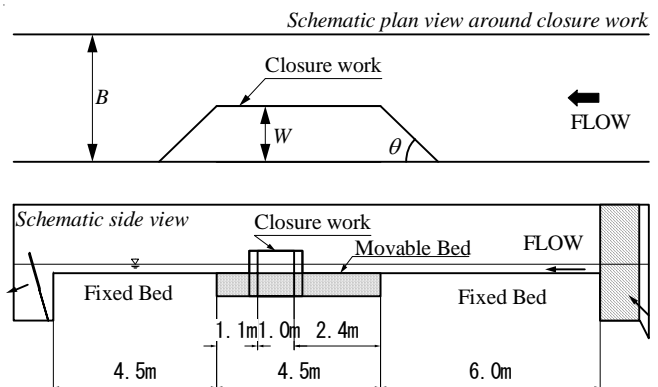 Schematic plan view around closure work
Closure work
B
W
θ
FLOW
Schematic side view
Closure work
Movable Bed
FLOW
Fixed Bed
Fixed Bed
1.1m 1.0m 2.4m
4.5m 4.5m 6.0m